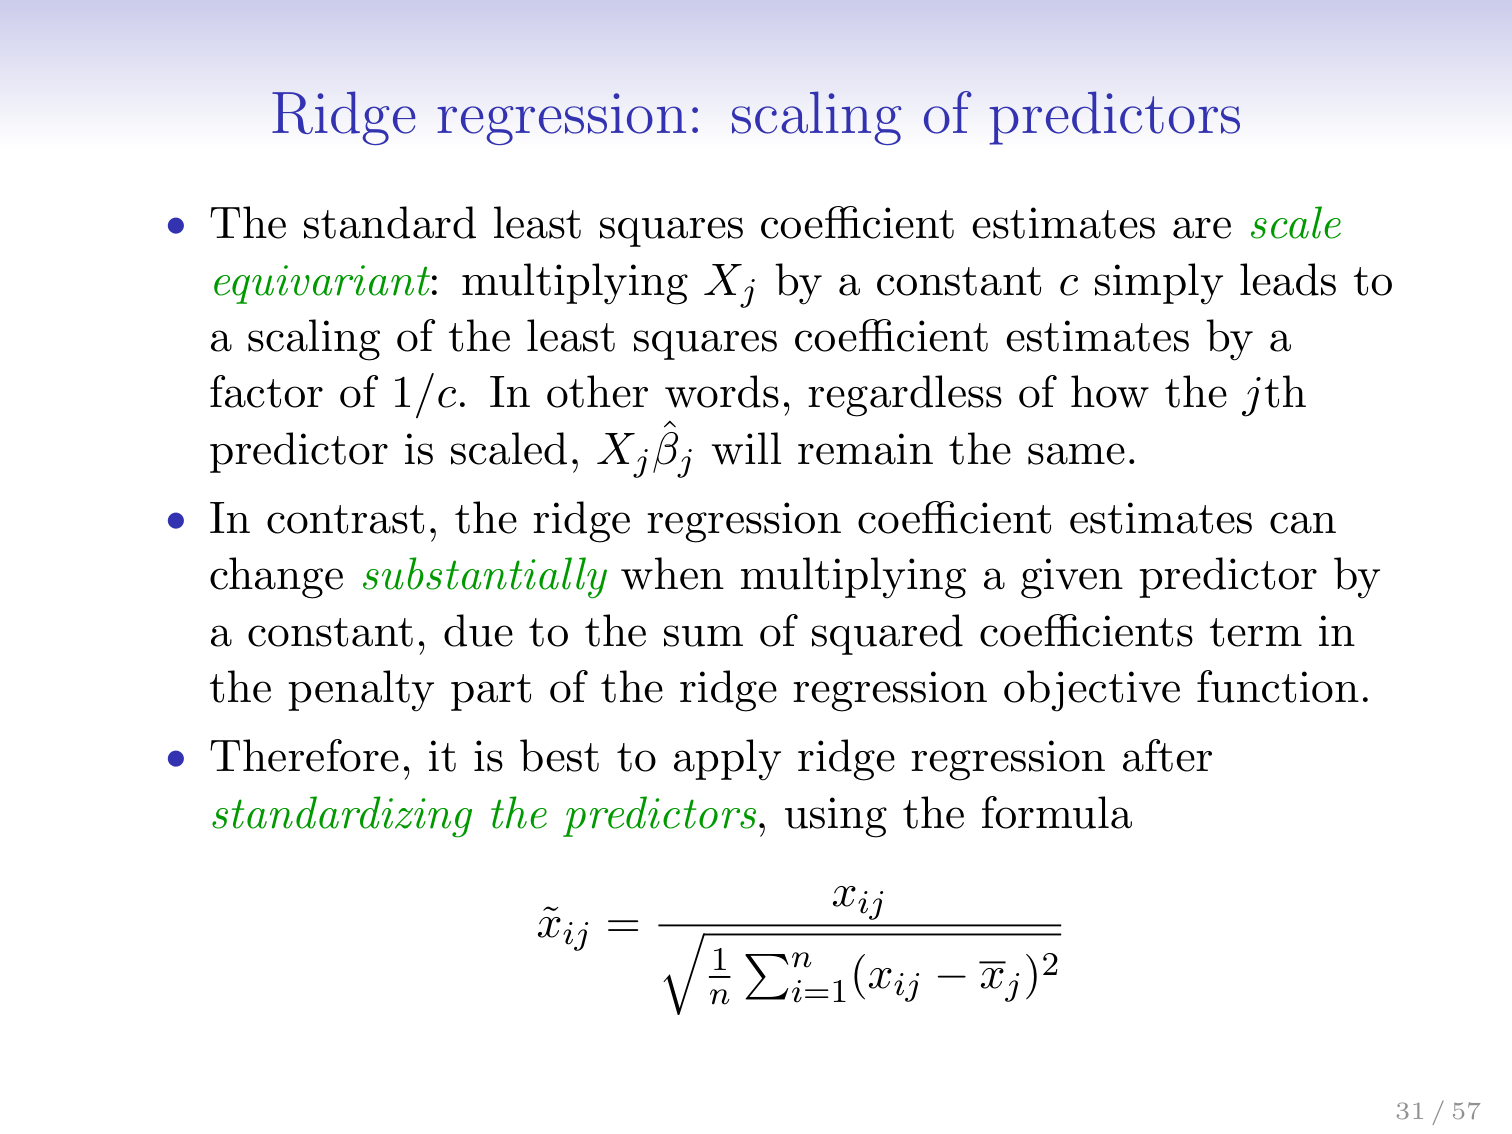 Ridge regression: scaling of predictors
• The standard least squares coefficient estimates are scale
equivariant: multiplying X_j by a constant c simply leads to
a scaling of the least squares coefficient estimates by a
factor of 1/c. In other words, regardless of how the jth
predictor is scaled, X_j β̂_j will remain the same.
• In contrast, the ridge regression coefficient estimates can
change substantially when multiplying a given predictor by
a constant, due to the sum of squared coefficients term in
the penalty part of the ridge regression objective function.
• Therefore, it is best to apply ridge regression after
standardizing the predictors, using the formula
x̃_ij = x_ij / √(1/n ∑_{i=1}^n (x_ij − x̄_j)²)
31 / 57